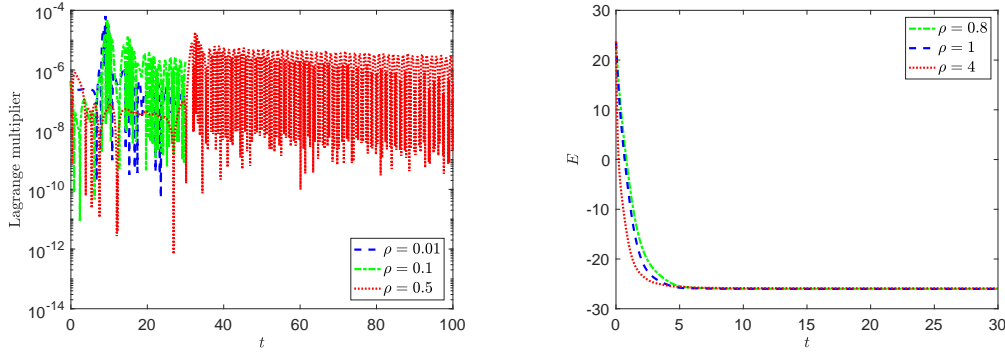 Lagrange multiplier
10⁻⁴
10⁻⁶
10⁻⁸
10⁻¹⁰
10⁻¹²
10⁻¹⁴
ρ = 0.01
ρ = 0.1
ρ = 0.5
0 20 40 60 80 100
t
E
30
20
10
0
-10
-20
-30
ρ = 0.8
ρ = 1
ρ = 4
0 5 10 15 20 25 30
t